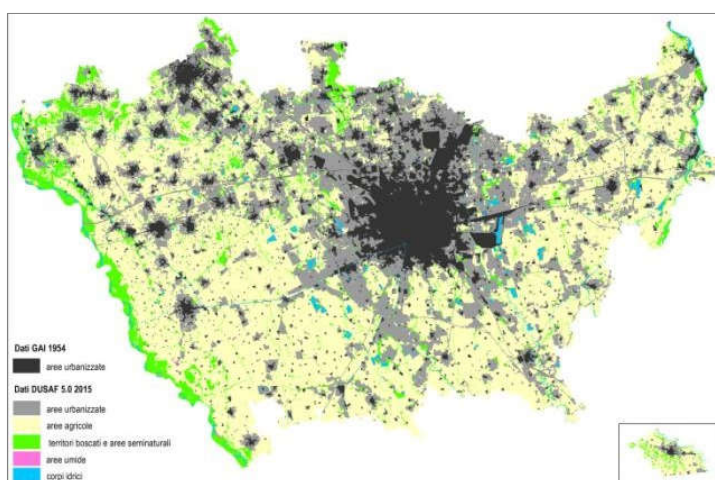 Dati GAI 1954
aree urbanizzate
Dati DUSAF 5.0 2015
aree urbanizzate
aree agricole
territori boscati e aree seminaturali
aree umide
corpi idrici